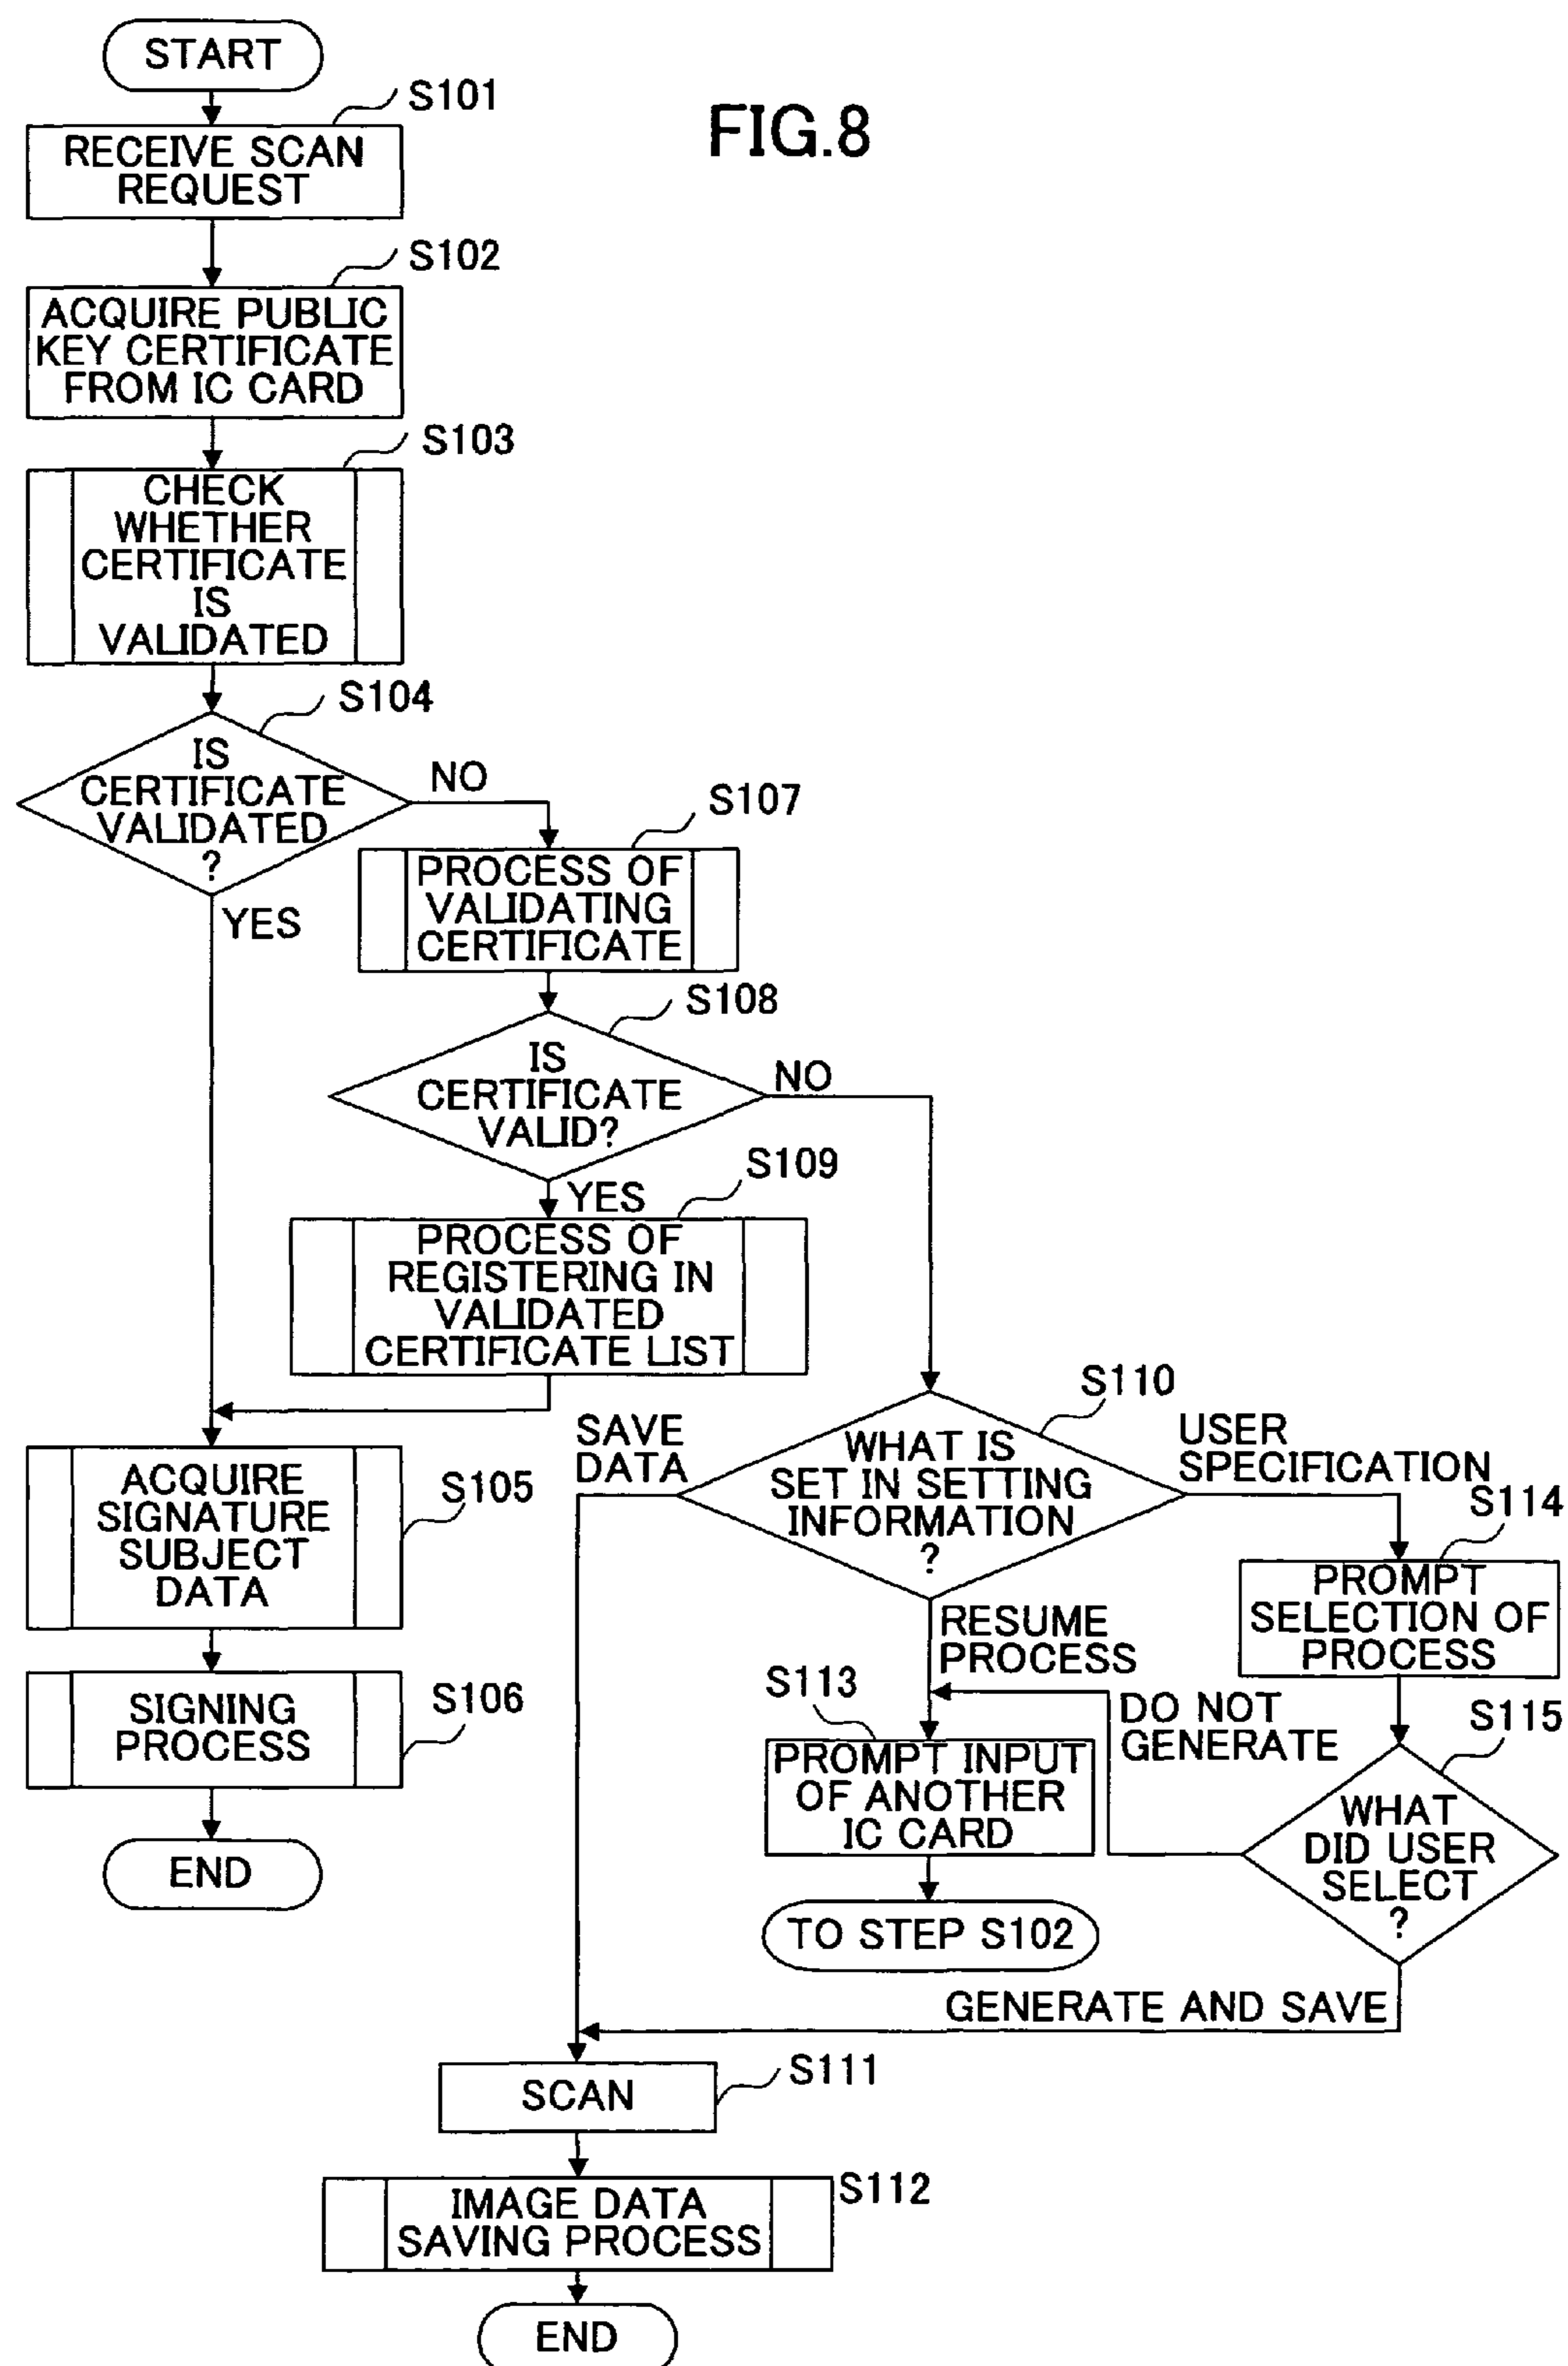 START
S101
FIG.8
RECEIVE SCAN
REQUEST
S102
ACQUIRE PUBLIC
KEY CERTIFICATE
FROM IC CARD
S103
CHECK
WHETHER
CERTIFICATE
IS
VALIDATED
S104
IS
CERTIFICATE
VALIDATED
?
NO
YES
S107
PROCESS OF
VALIDATING
CERTIFICATE
S108
IS
CERTIFICATE
VALID?
NO
YES
S109
PROCESS OF
REGISTERING IN
VALIDATED
CERTIFICATE LIST
S110
WHAT IS
SET IN SETTING
INFORMATION
?
SAVE
DATA
USER
SPECIFICATION
S105
ACQUIRE
SIGNATURE
SUBJECT
DATA
S106
SIGNING
PROCESS
END
RESUME
PROCESS
S113
PROMPT INPUT
OF ANOTHER
IC CARD
TO STEP S102
S114
PROMPT
SELECTION OF
PROCESS
DO NOT
GENERATE
S115
WHAT
DID USER
SELECT
?
GENERATE AND SAVE
S111
SCAN
S112
IMAGE DATA
SAVING PROCESS
END